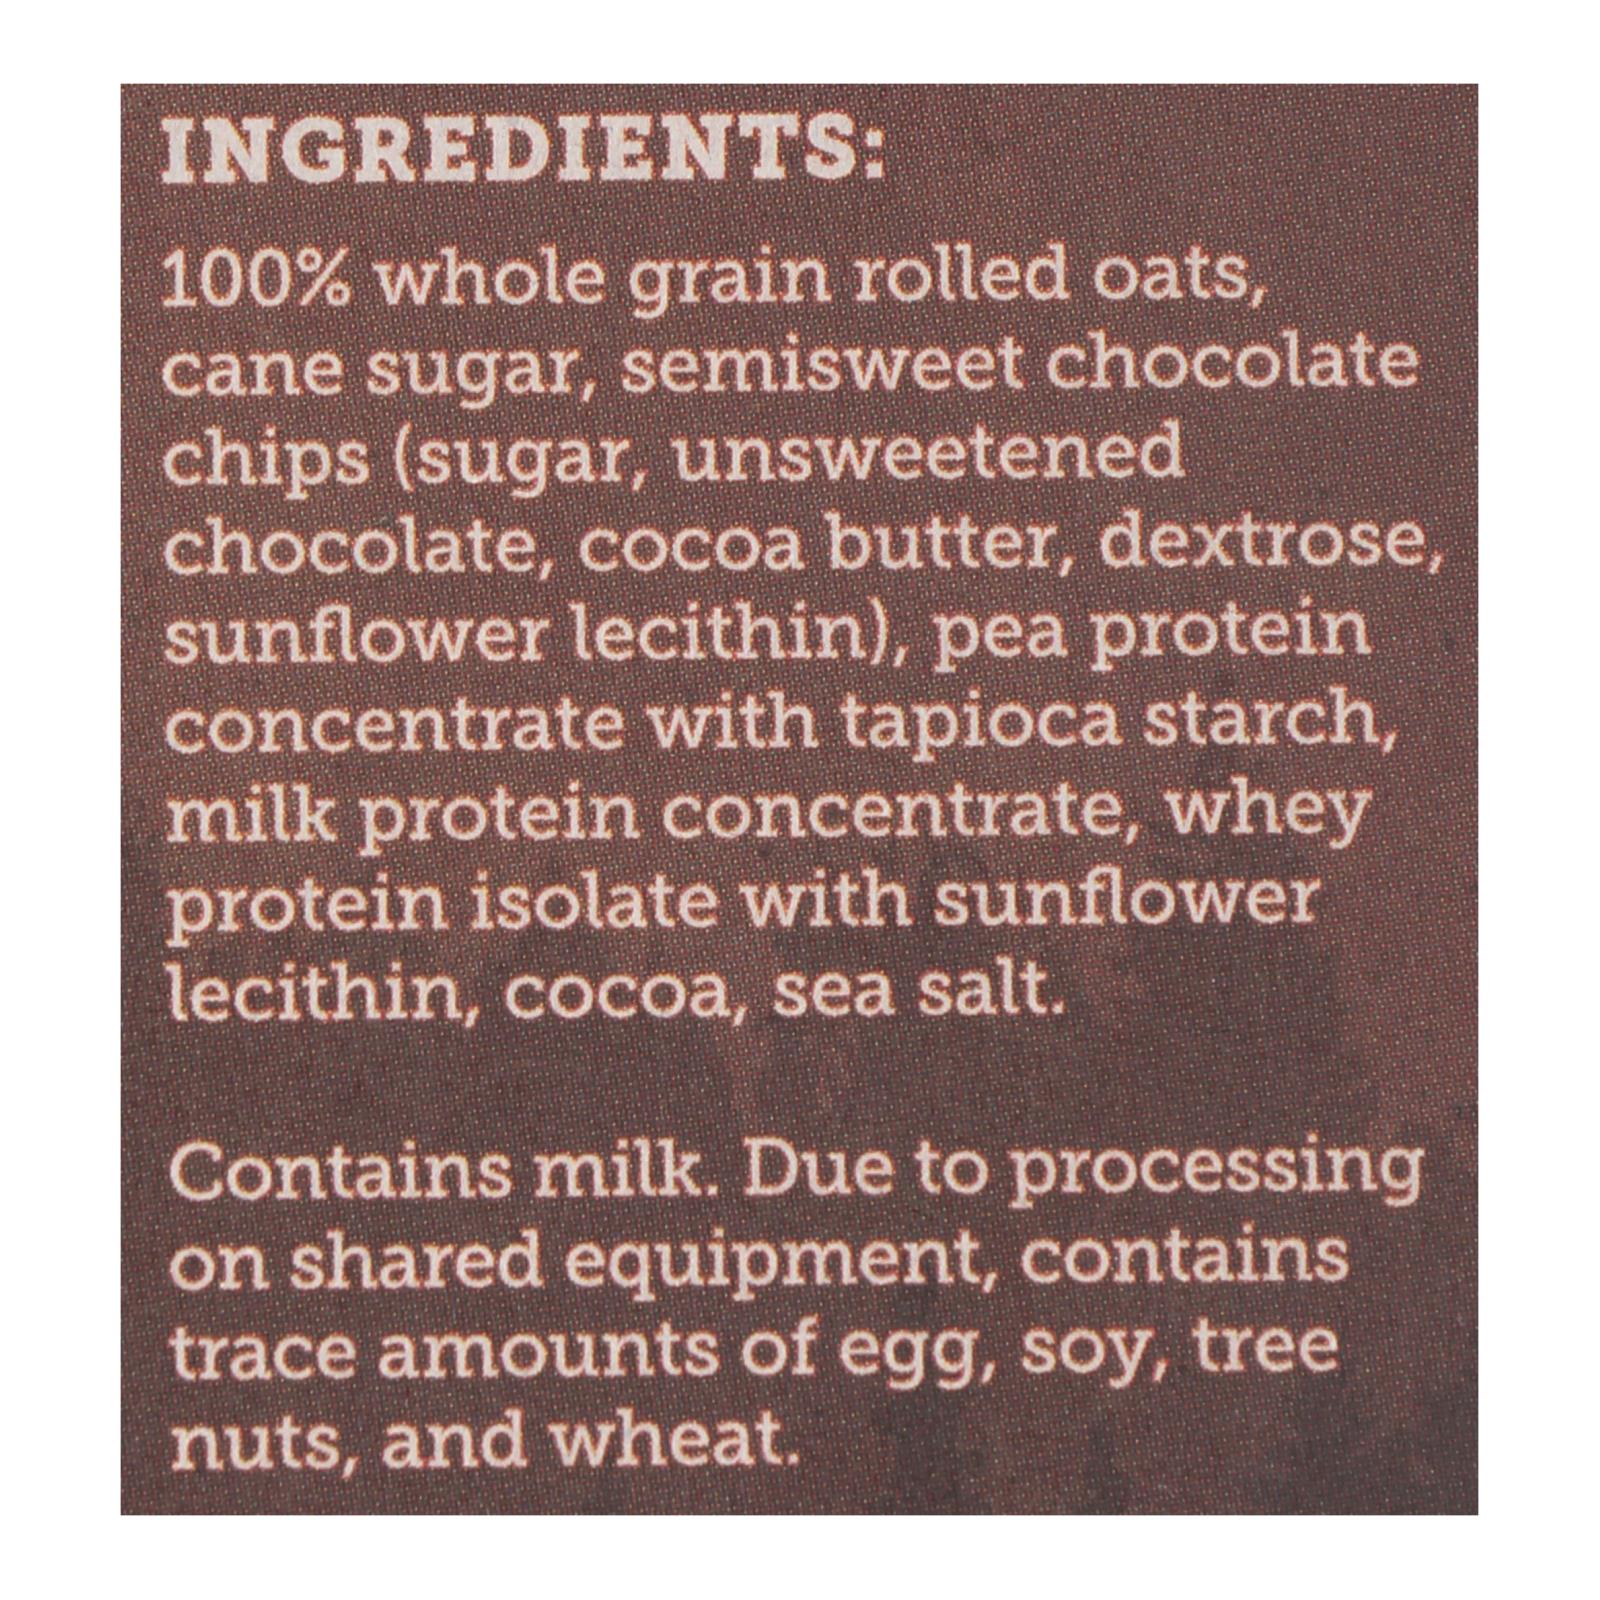 INGREDIENTS:
100% whole grain rolled oats,
cane sugar, semisweet chocolate
chips (sugar, unsweetened
chocolate, cocoa butter, dextrose,
sunflower lecithin), pea protein
concentrate with tapioca starch,
milk protein concentrate, whey
protein isolate with sunflower
lecithin, cocoa, sea salt.
Contains milk. Due to processing
on shared equipment, contains
trace amounts of egg, soy, tree
nuts, and wheat.